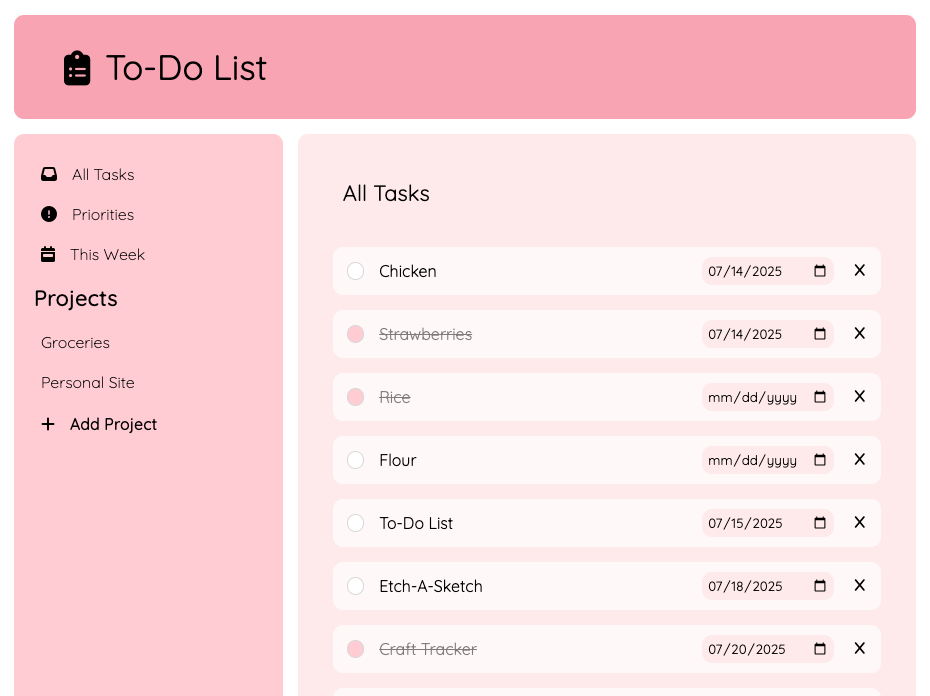 To-Do List
All Tasks
Priorities
This Week
Projects
Groceries
Personal Site
+ Add Project
All Tasks
Chicken 07/14/2025 X
Strawberries 07/14/2025 X
Rice mm/dd/yyyy X
Flour mm/dd/yyyy X
To-Do List 07/15/2025 X
Etch-A-Sketch 07/18/2025 X
Craft Tracker 07/20/2025 X